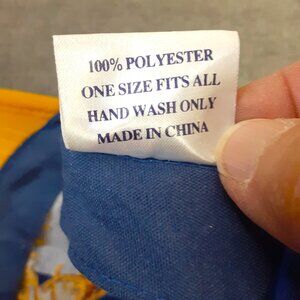 100% POLYESTER
ONE SIZE FITS ALL
HAND WASH ONLY
MADE IN CHINA